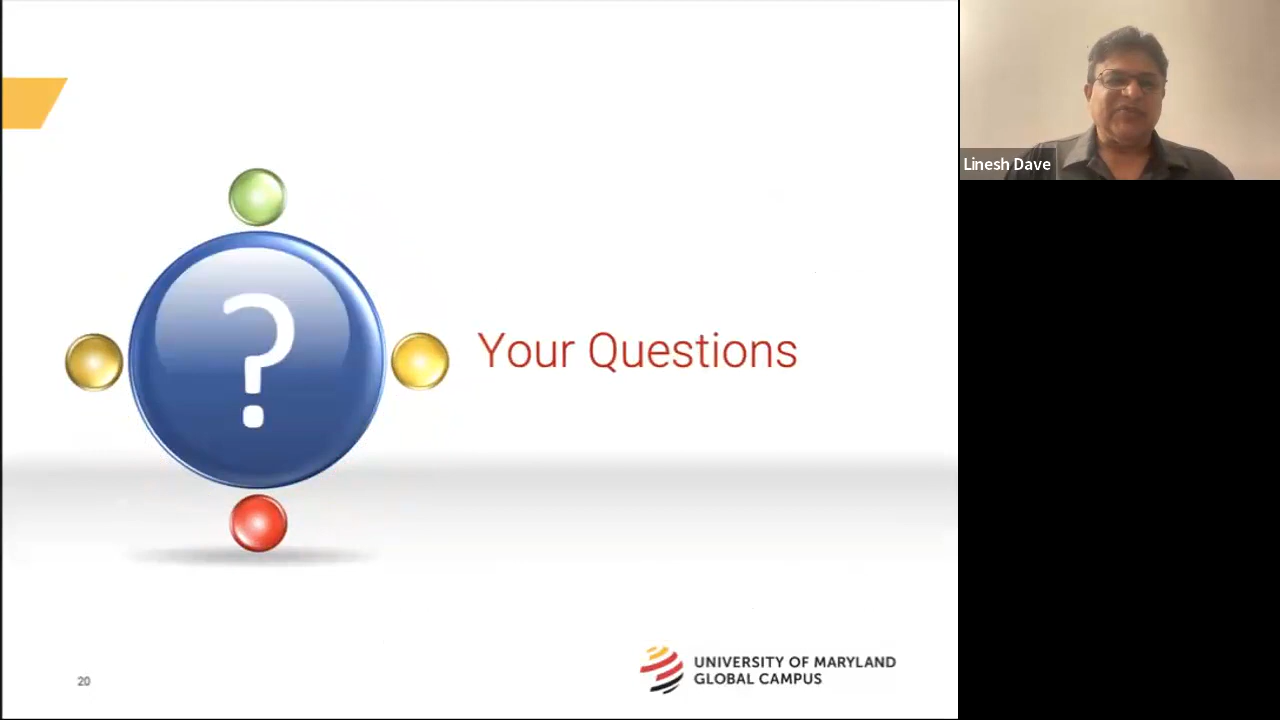 Linesh Dave
?
Your Questions
UNIVERSITY OF MARYLAND
GLOBAL CAMPUS
20